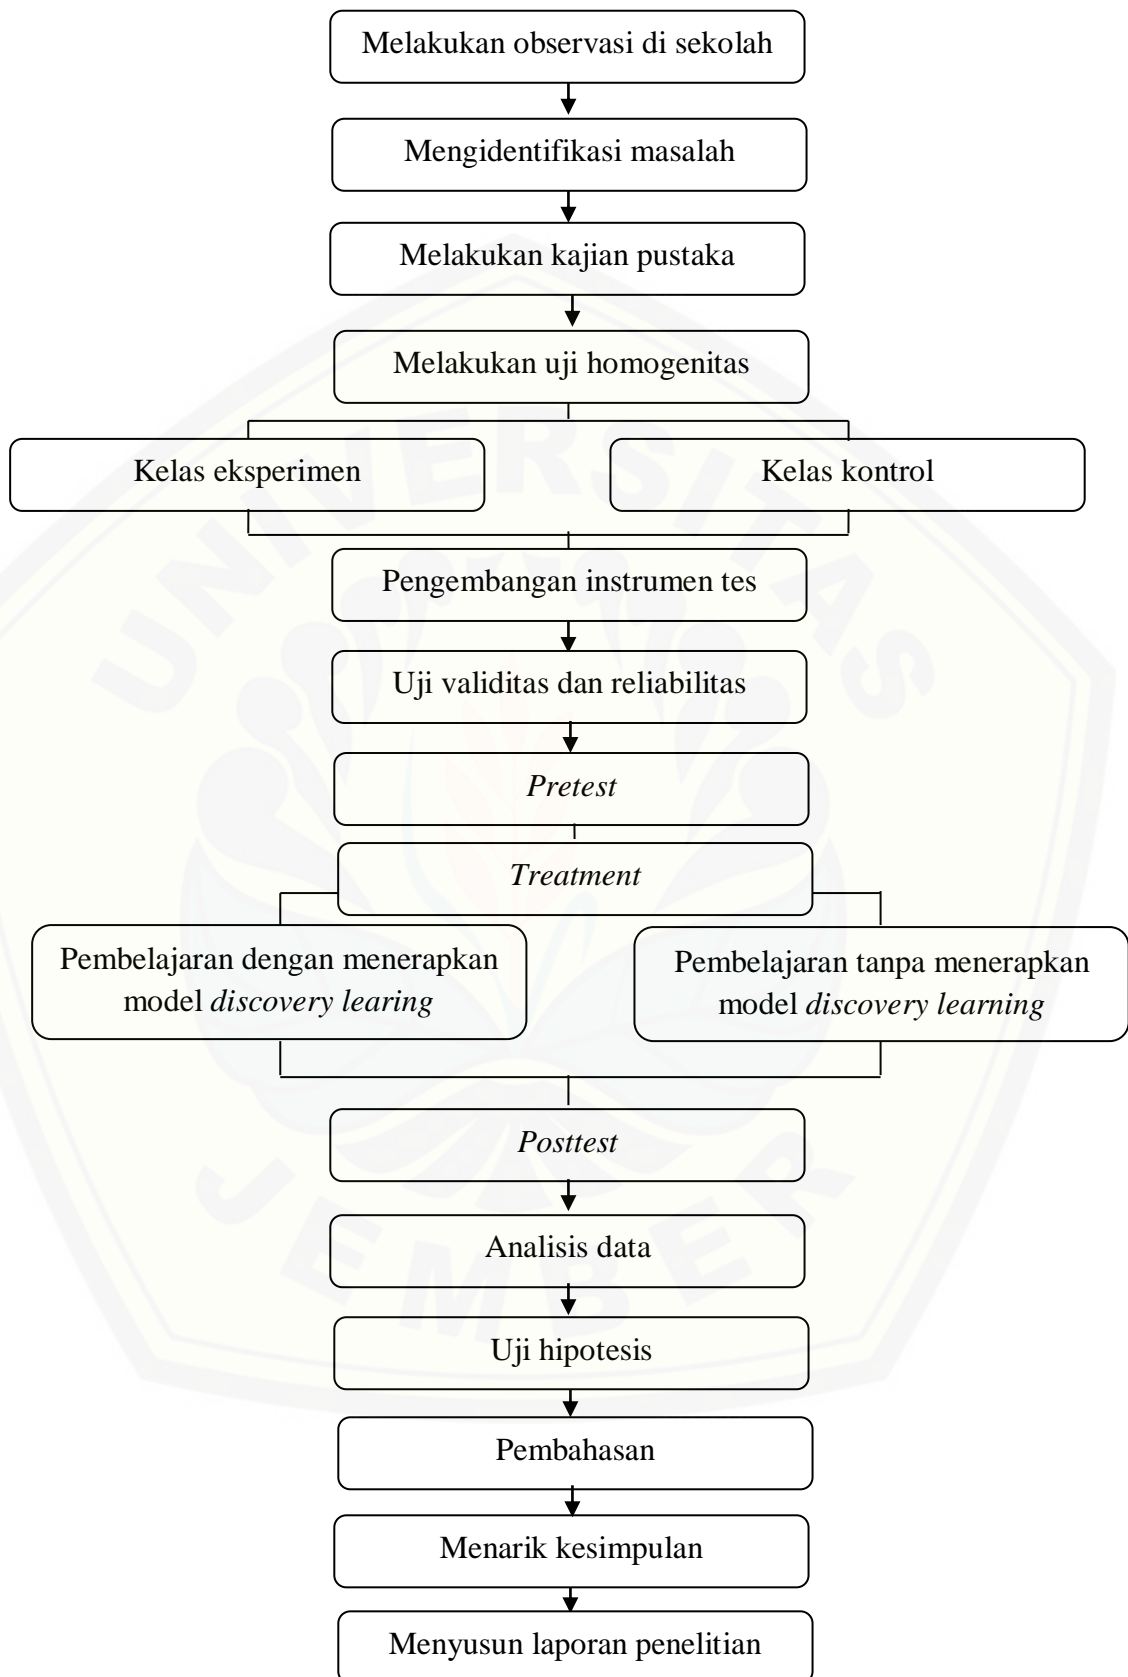 Melakukan observasi di sekolah
Mengidentifikasi masalah
Melakukan kajian pustaka
Melakukan uji homogenitas
Kelas eksperimen
Kelas kontrol
Pengembangan instrumen tes
Uji validitas dan reliabilitas
Pretest
Treatment
Pembelajaran dengan menerapkan
model discovery learing
Pembelajaran tanpa menerapkan
model discovery learning
Posttest
Analisis data
Uji hipotesis
Pembahasan
Menarik kesimpulan
Menyusun laporan penelitian
UNIVERSITAS
JEMBER